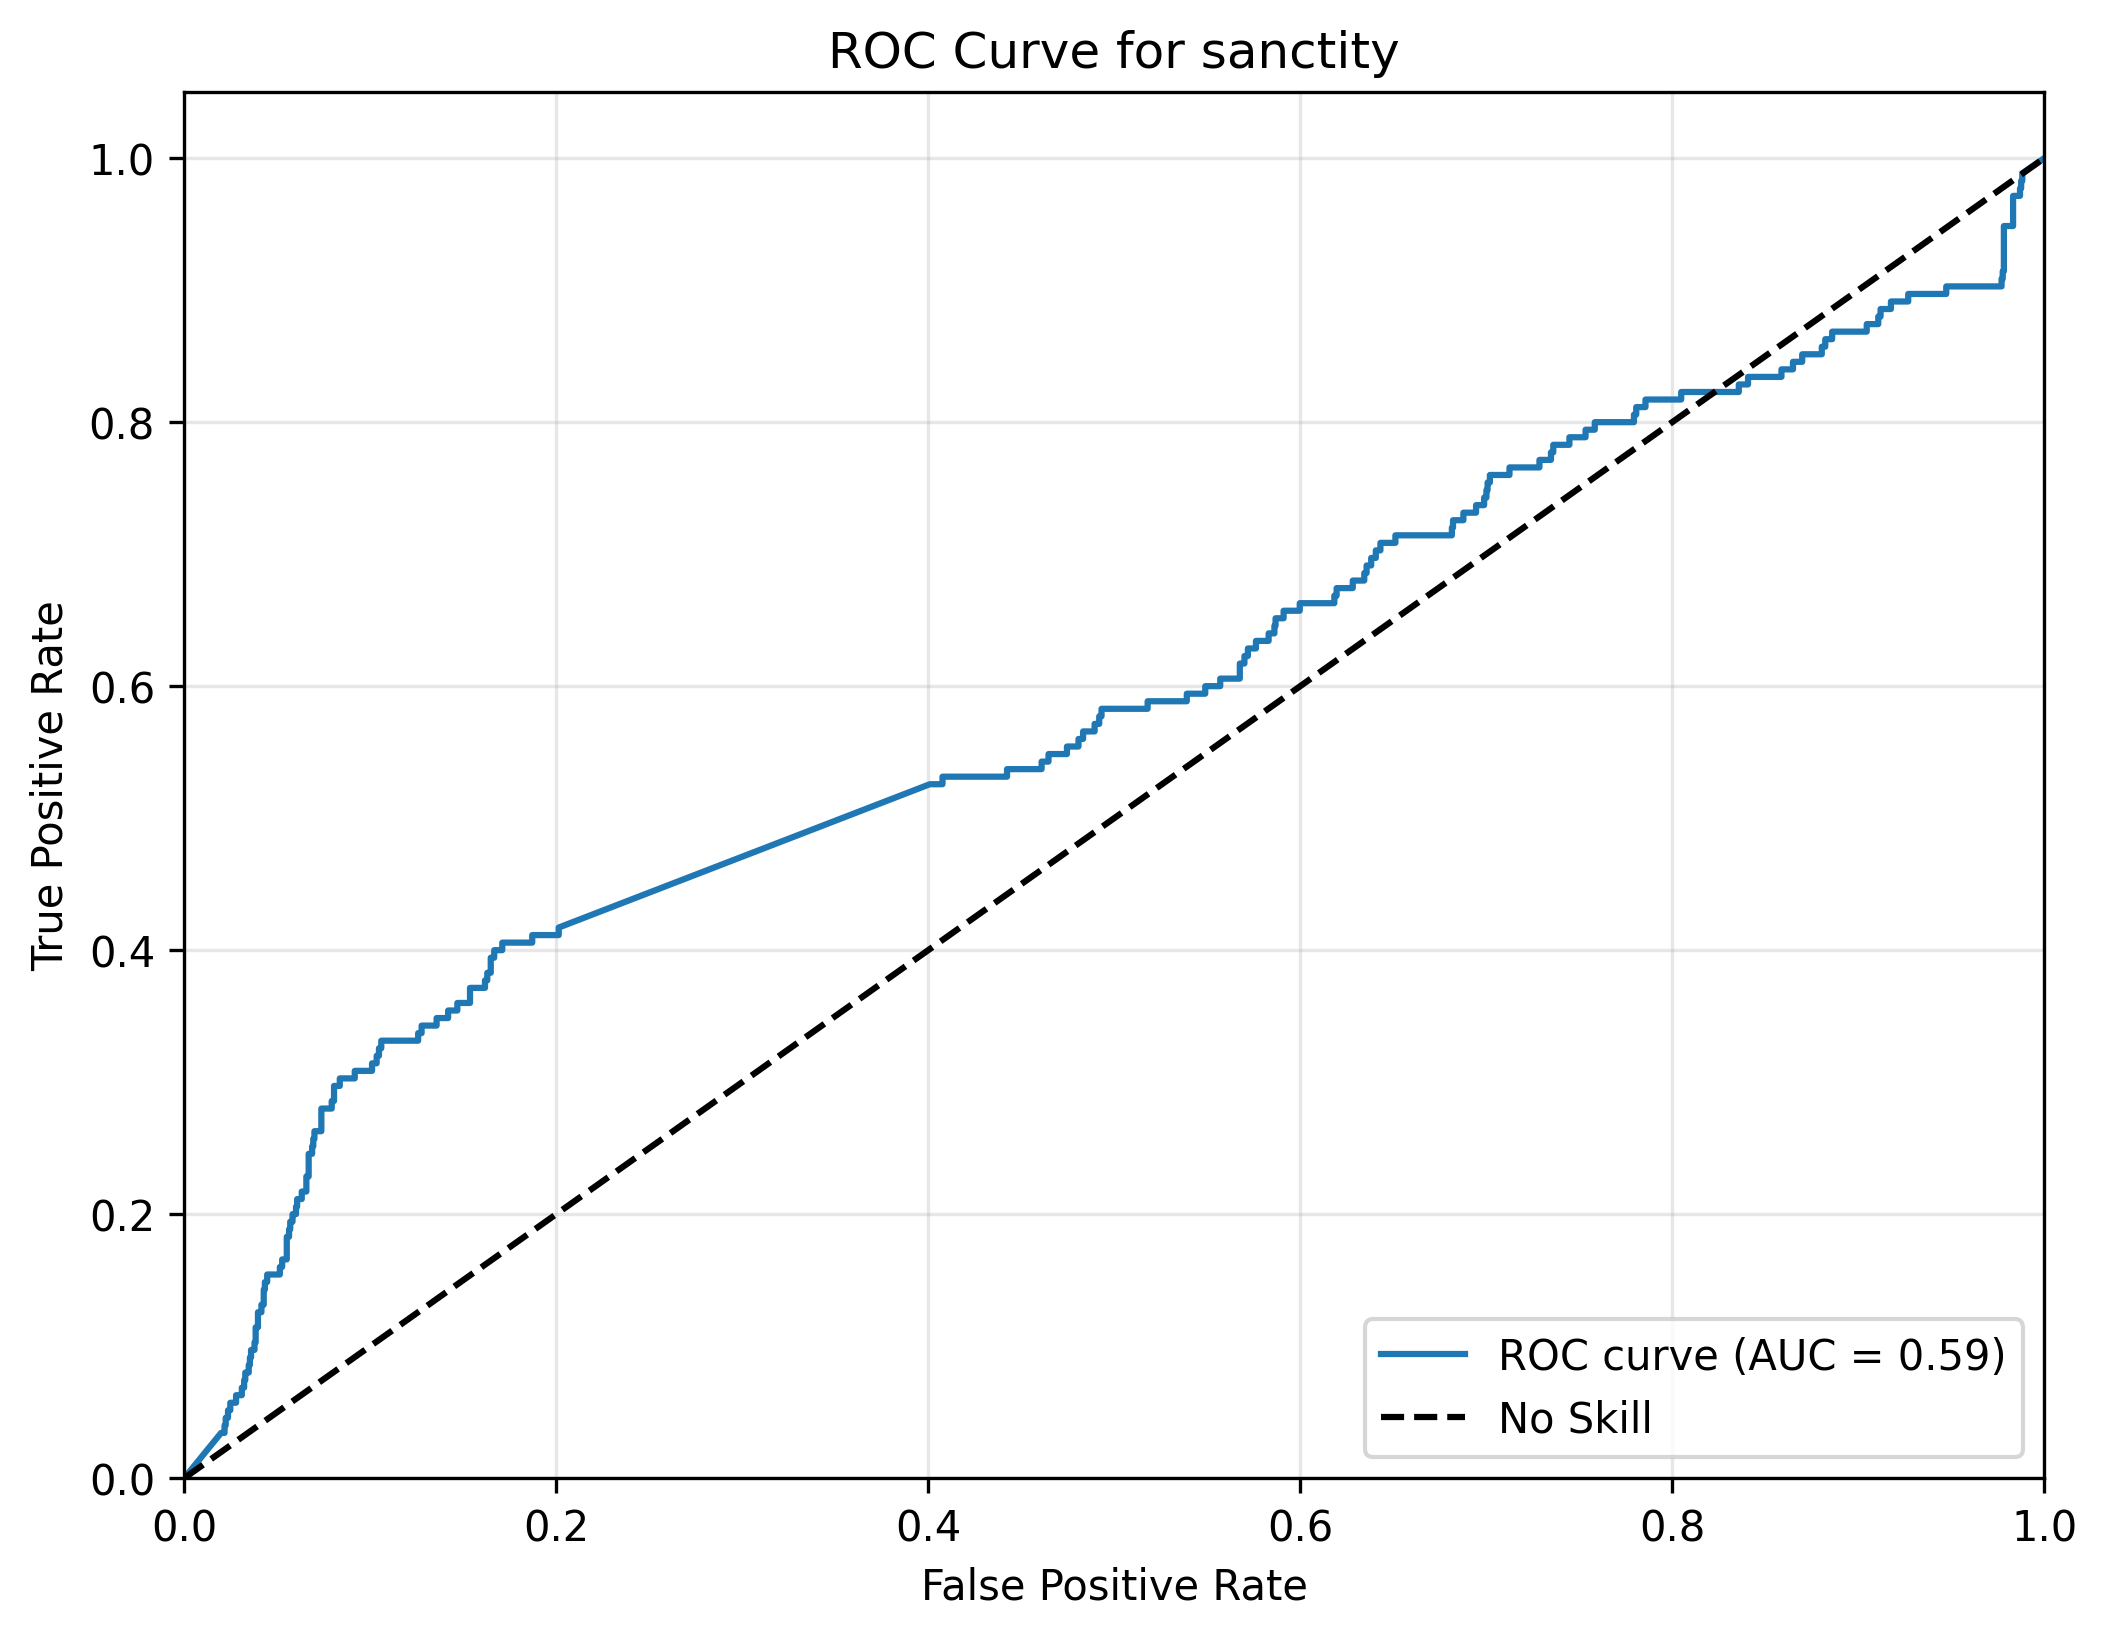 ROC Curve for sanctity
1.0
0.8
0.6
0.4
0.2
0.0
True Positive Rate
0.0 0.2 0.4 0.6 0.8 1.0
False Positive Rate
ROC curve (AUC = 0.59)
No Skill